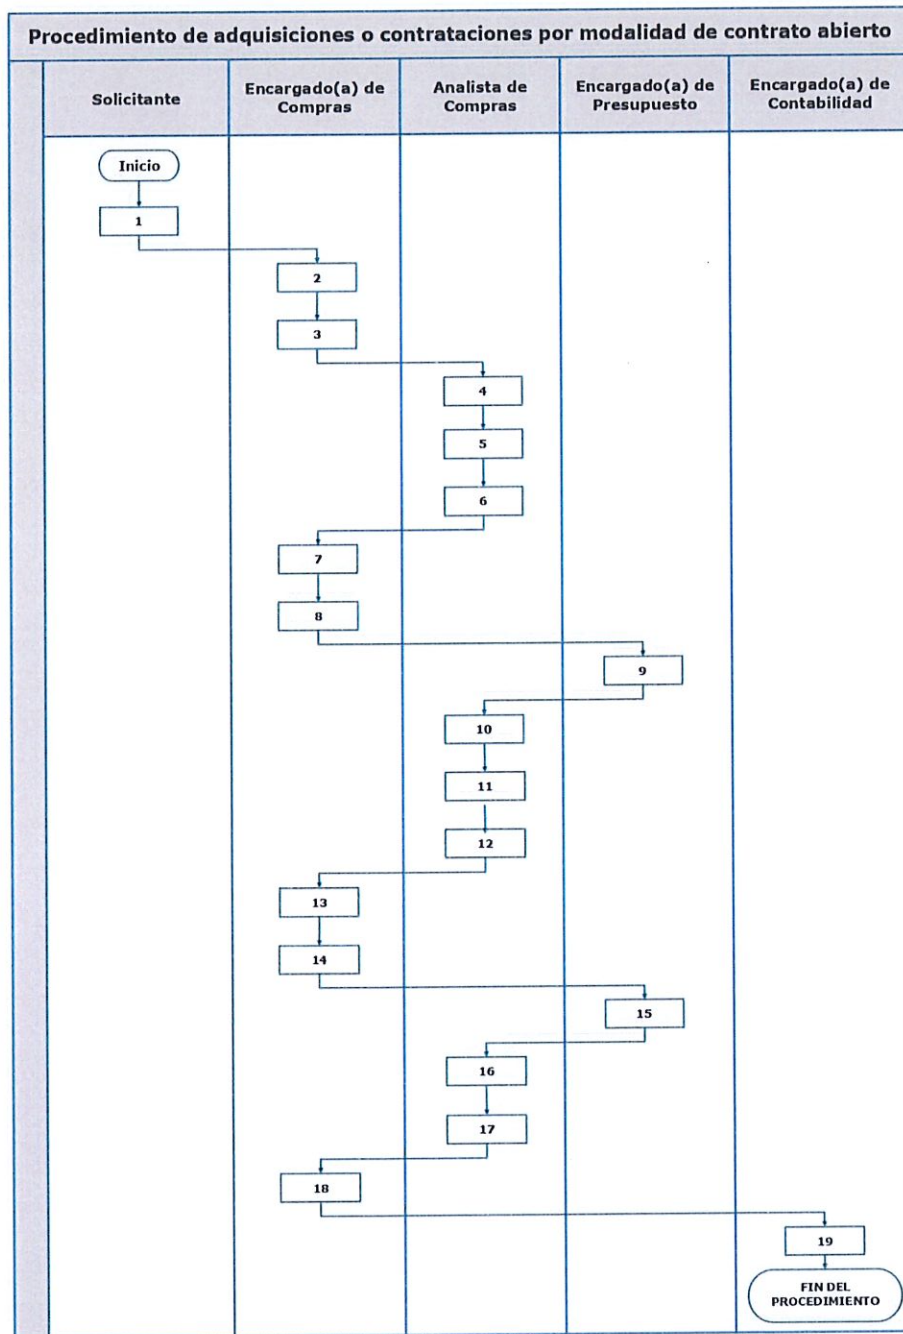 Procedimiento de adquisiciones o contrataciones por modalidad de contrato abierto
Solicitante
Encargado(a) de
Compras
Analista de
Compras
Encargado(a) de
Presupuesto
Encargado(a) de
Contabilidad
Inicio
1
2
3
4
5
6
7
8
9
10
11
12
13
14
15
16
17
18
19
FIN DEL
PROCEDIMIENTO